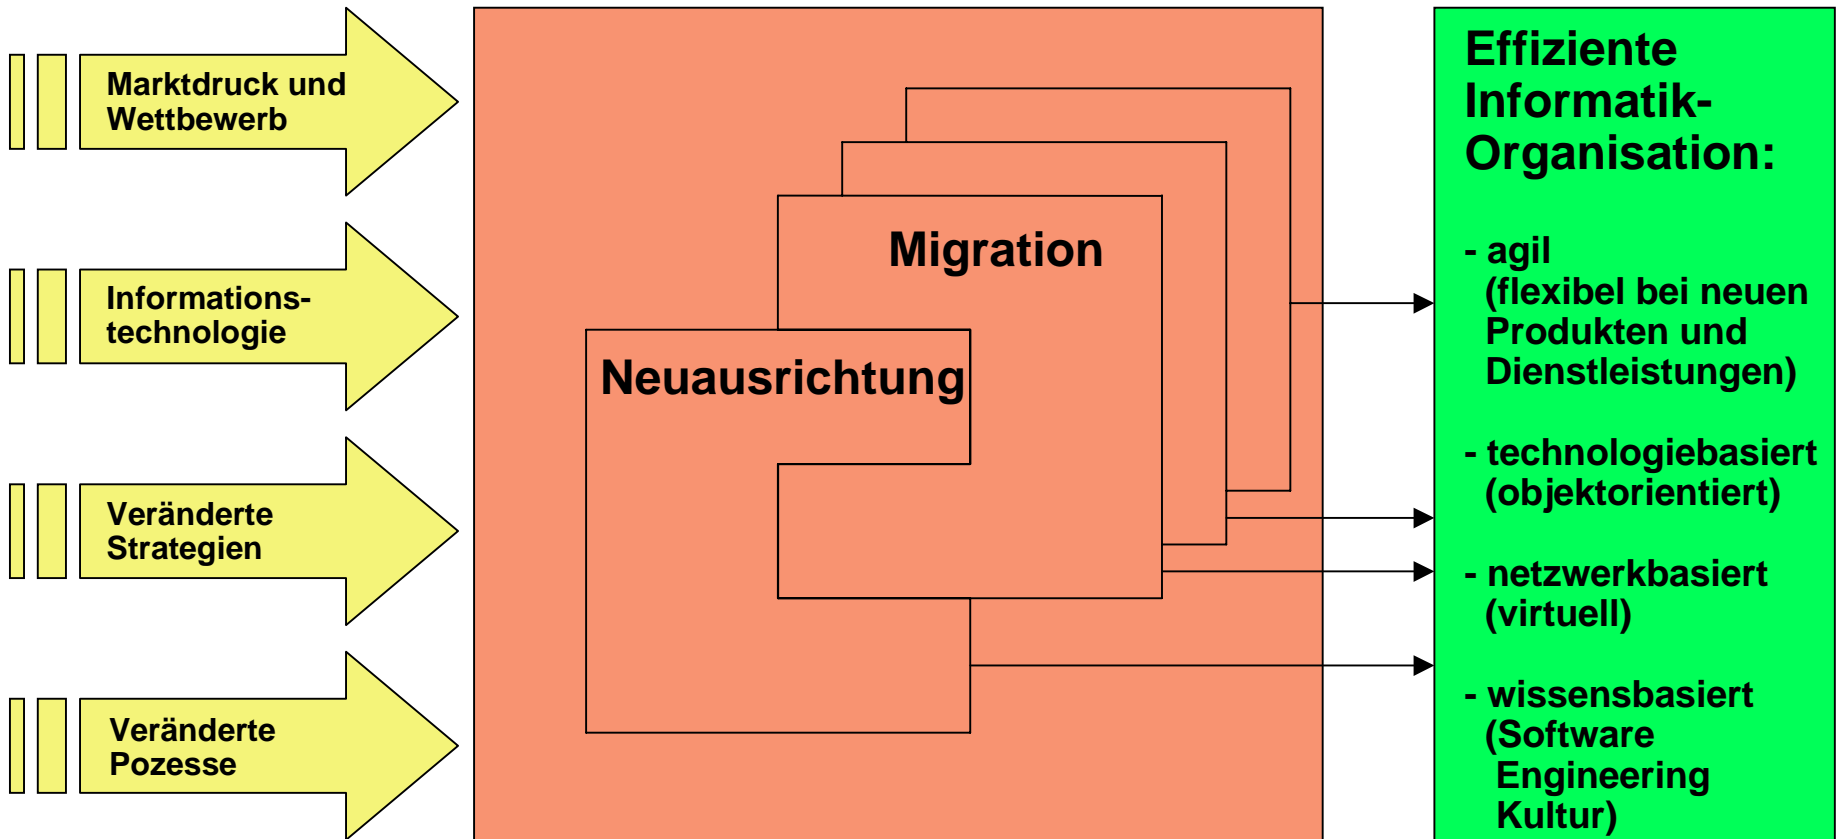 Marktdruck und
Wettbewerb
Informations-
technologie
Veränderte
Strategien
Veränderte
Pozesse
Migration
Neuausrichtung
Effiziente
Informatik-
Organisation:
- agil
(flexibel bei neuen
Produkten und
Dienstleistungen)
- technologiebasiert
(objektorientiert)
- netzwerkbasiert
(virtuell)
- wissensbasiert
(Software
Engineering
Kultur)